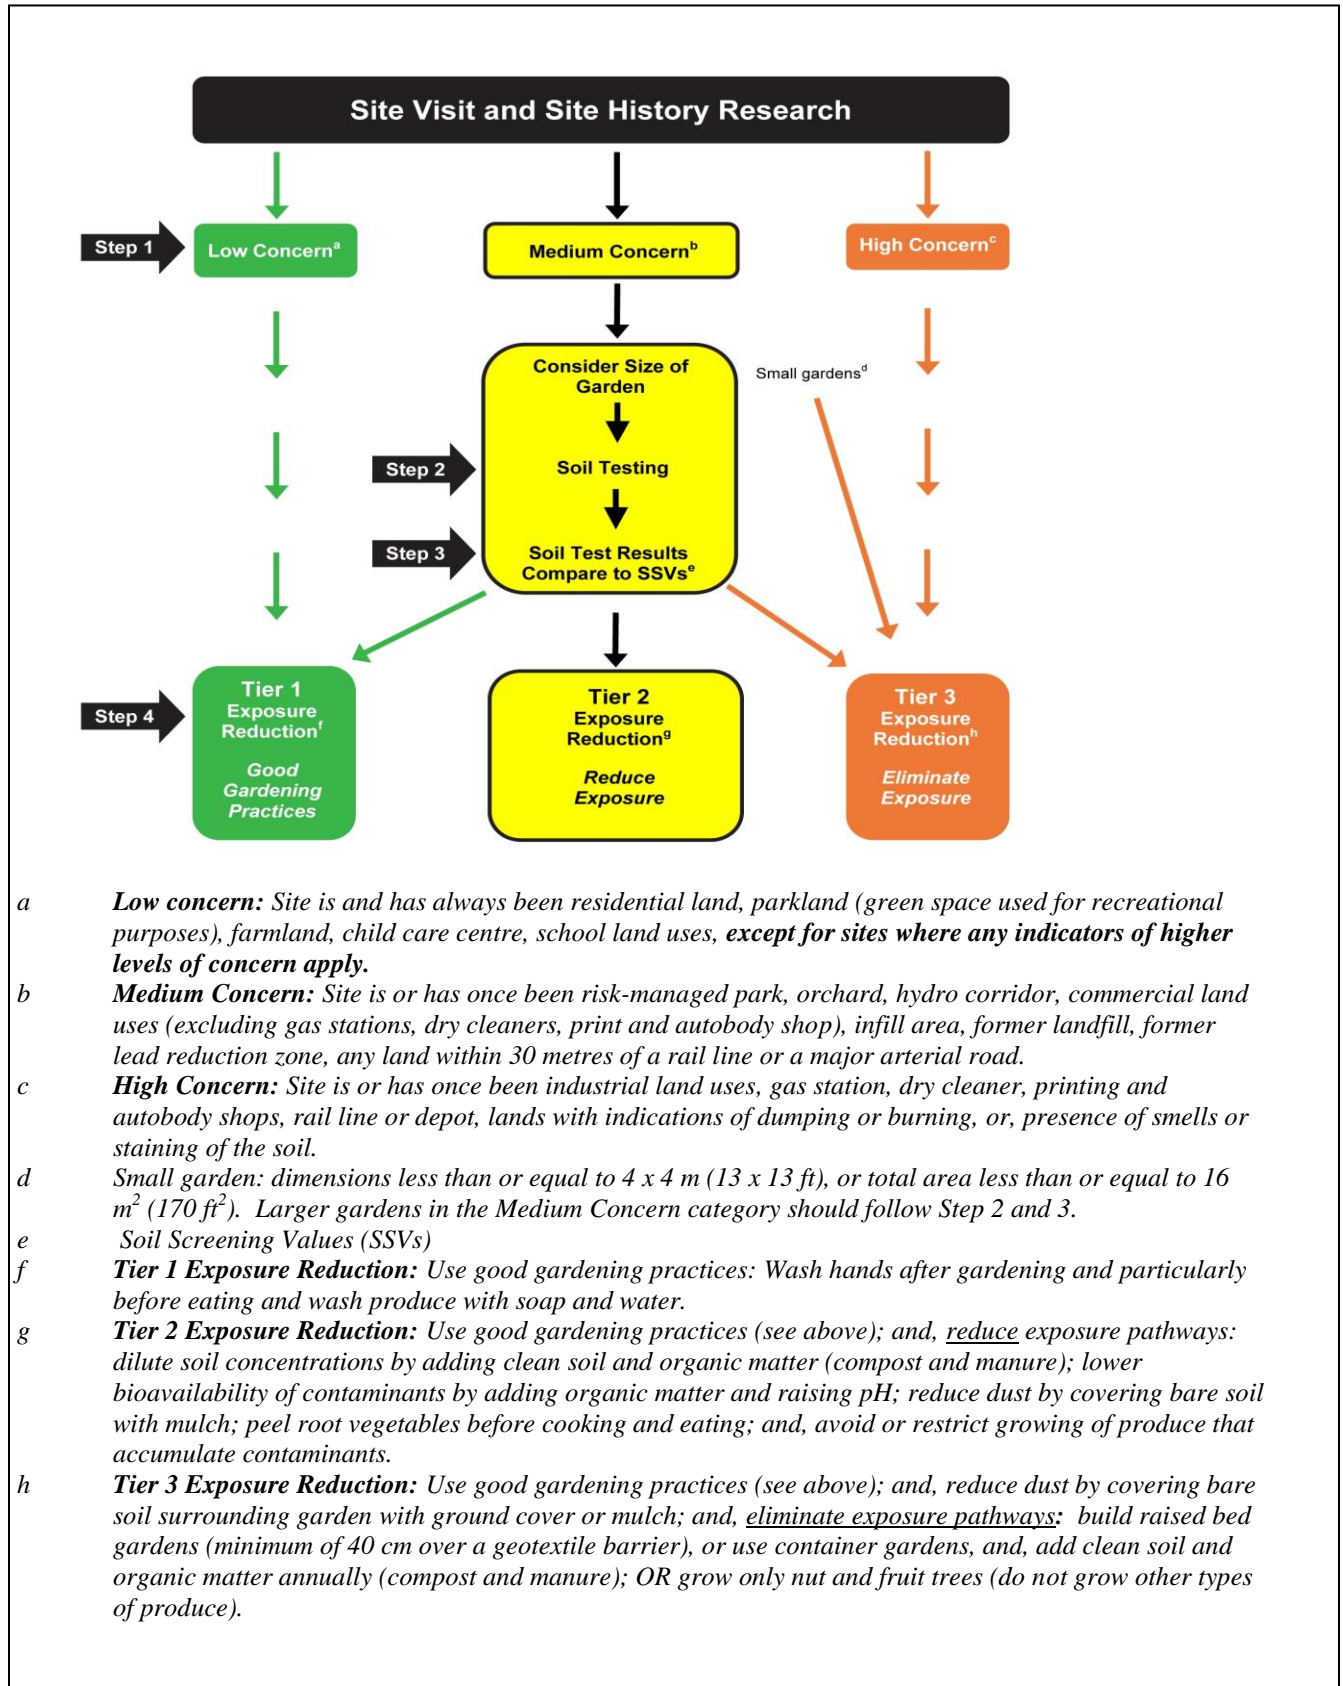 Site Visit and Site History Research
Step 1
Low Concernᵃ
Medium Concernᵇ
High Concernᶜ
Consider Size of
Garden
Small gardensᵈ
Step 2
Soil Testing
Step 3
Soil Test Results
Compare to SSVsᵉ
Step 4
Tier 1
Exposure
Reductionᶠ
Good
Gardening
Practices
Tier 2
Exposure
Reductionᵍ
Reduce
Exposure
Tier 3
Exposure
Reductionʰ
Eliminate
Exposure
a Low concern: Site is and has always been residential land, parkland (green space used for recreational
purposes), farmland, child care centre, school land uses, except for sites where any indicators of higher
levels of concern apply.
b Medium Concern: Site is or has once been risk-managed park, orchard, hydro corridor, commercial land
uses (excluding gas stations, dry cleaners, print and autobody shop), infill area, former landfill, former
lead reduction zone, any land within 30 metres of a rail line or a major arterial road.
c High Concern: Site is or has once been industrial land uses, gas station, dry cleaner, printing and
autobody shops, rail line or depot, lands with indications of dumping or burning, or, presence of smells or
staining of the soil.
d Small garden: dimensions less than or equal to 4 x 4 m (13 x 13 ft), or total area less than or equal to 16
m² (170 ft²). Larger gardens in the Medium Concern category should follow Step 2 and 3.
e Soil Screening Values (SSVs)
f Tier 1 Exposure Reduction: Use good gardening practices: Wash hands after gardening and particularly
before eating and wash produce with soap and water.
g Tier 2 Exposure Reduction: Use good gardening practices (see above); and, reduce exposure pathways:
dilute soil concentrations by adding clean soil and organic matter (compost and manure); lower
bioavailability of contaminants by adding organic matter and raising pH; reduce dust by covering bare soil
with mulch; peel root vegetables before cooking and eating; and, avoid or restrict growing of produce that
accumulate contaminants.
h Tier 3 Exposure Reduction: Use good gardening practices (see above); and, reduce dust by covering bare
soil surrounding garden with ground cover or mulch; and, eliminate exposure pathways: build raised bed
gardens (minimum of 40 cm over a geotextile barrier), or use container gardens, and, add clean soil and
organic matter annually (compost and manure); OR grow only nut and fruit trees (do not grow other types
of produce).